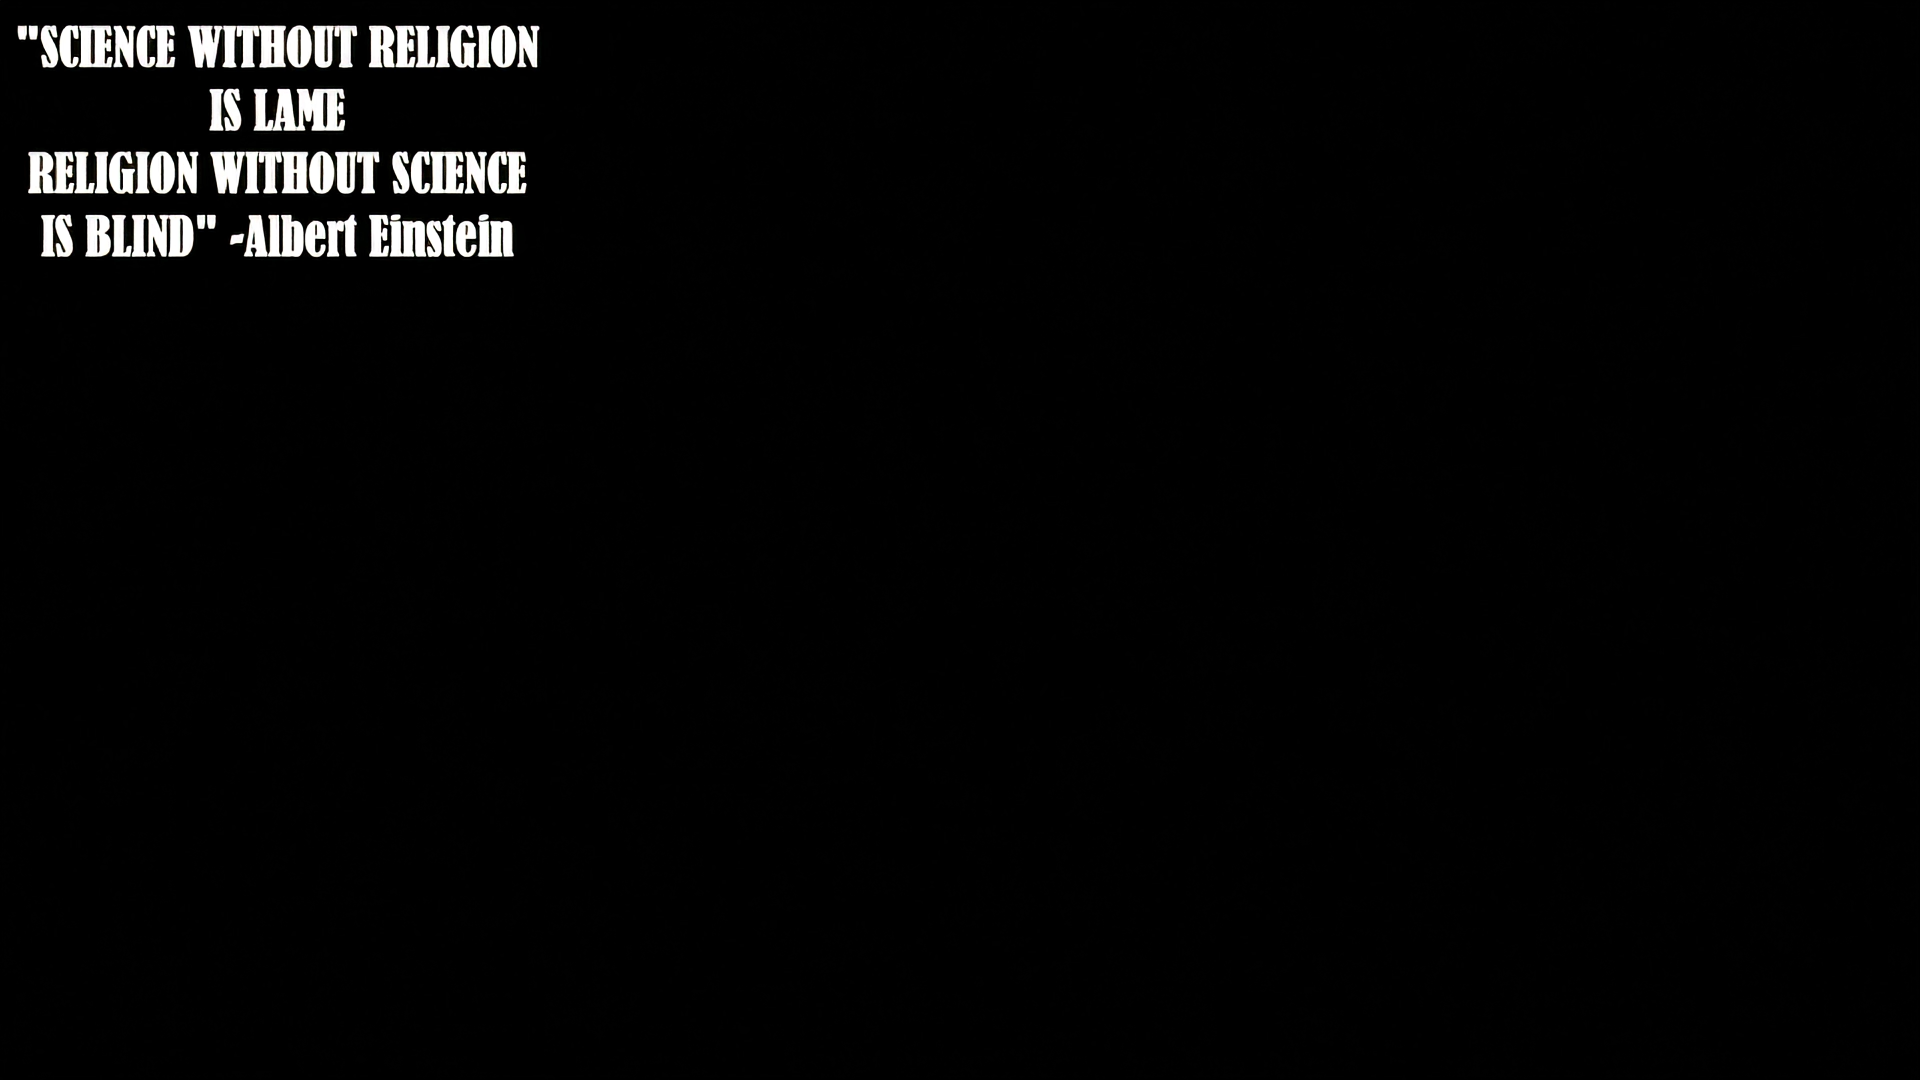 "SCIENCE WITHOUT RELIGION
IS LAME
RELIGION WITHOUT SCIENCE
IS BLIND" -Albert Einstein